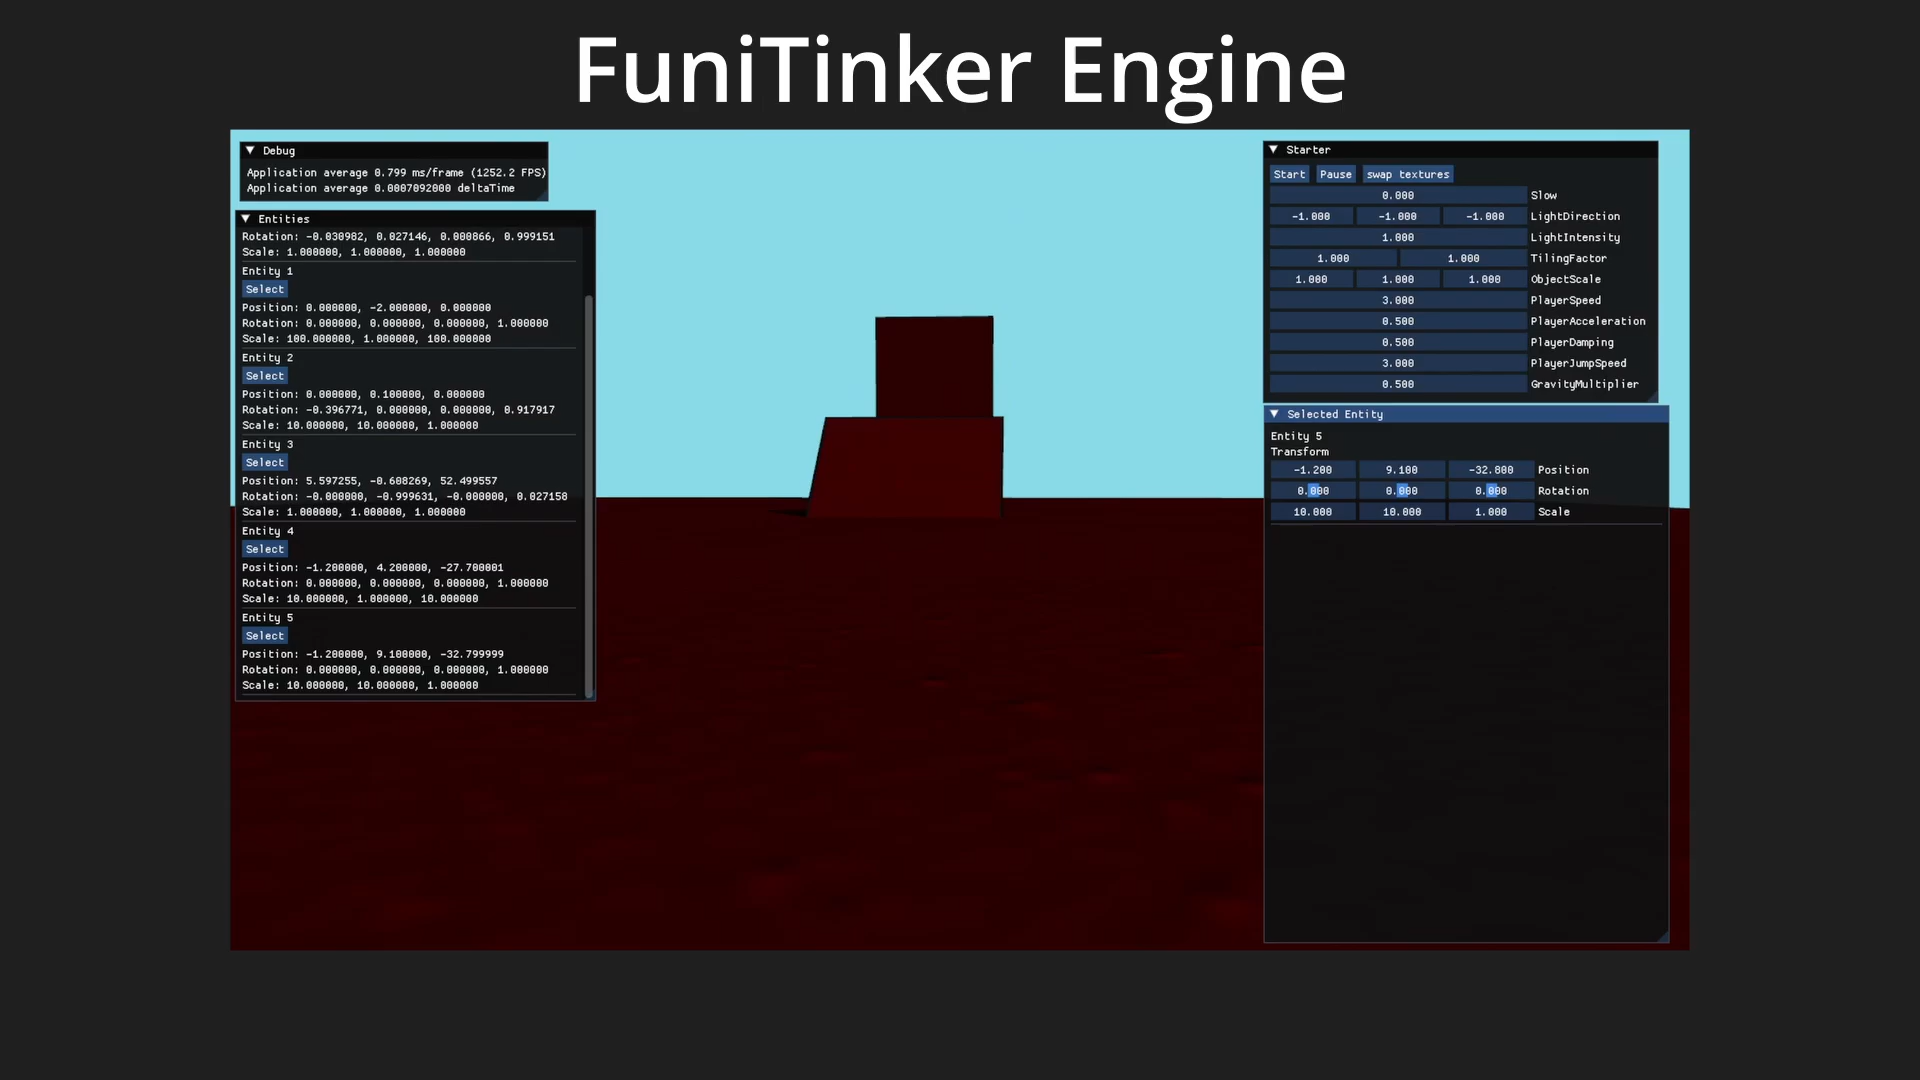 FuniTinker Engine
Debug
Application average 0.799 ms/frame (1252.2 FPS)
Application average 0.0007092000 deltaTime
Entities
Rotation: -0.030982, 0.027146, 0.000866, 0.999151
Scale: 1.000000, 1.000000, 1.000000
Entity 1
Select
Position: 0.000000, -2.000000, 0.000000
Rotation: 0.000000, 0.000000, 0.000000, 1.000000
Scale: 100.000000, 1.000000, 100.000000
Entity 2
Select
Position: 0.000000, 0.100000, 0.000000
Rotation: -0.396771, 0.000000, 0.000000, 0.917917
Scale: 10.000000, 10.000000, 1.000000
Entity 3
Select
Position: 5.597255, -0.608269, 52.499557
Rotation: -0.000000, -0.999631, -0.000000, 0.027158
Scale: 1.000000, 1.000000, 1.000000
Entity 4
Select
Position: -1.200000, 4.200000, -27.700001
Rotation: 0.000000, 0.000000, 0.000000, 1.000000
Scale: 10.000000, 1.000000, 10.000000
Entity 5
Select
Position: -1.200000, 9.100000, -32.799999
Rotation: 0.000000, 0.000000, 0.000000, 1.000000
Scale: 10.000000, 10.000000, 1.000000
Starter
Start Pause swap textures
0.000 Slow
-1.000 -1.000 -1.000 LightDirection
1.000 LightIntensity
1.000 1.000 TilingFactor
1.000 1.000 1.000 ObjectScale
3.000 PlayerSpeed
0.500 PlayerAcceleration
0.500 PlayerDamping
3.000 PlayerJumpSpeed
0.500 GravityMultiplier
Selected Entity
Entity 5
Transform
-1.200 9.100 -32.800 Position
0.000 0.000 0.000 Rotation
10.000 10.000 1.000 Scale